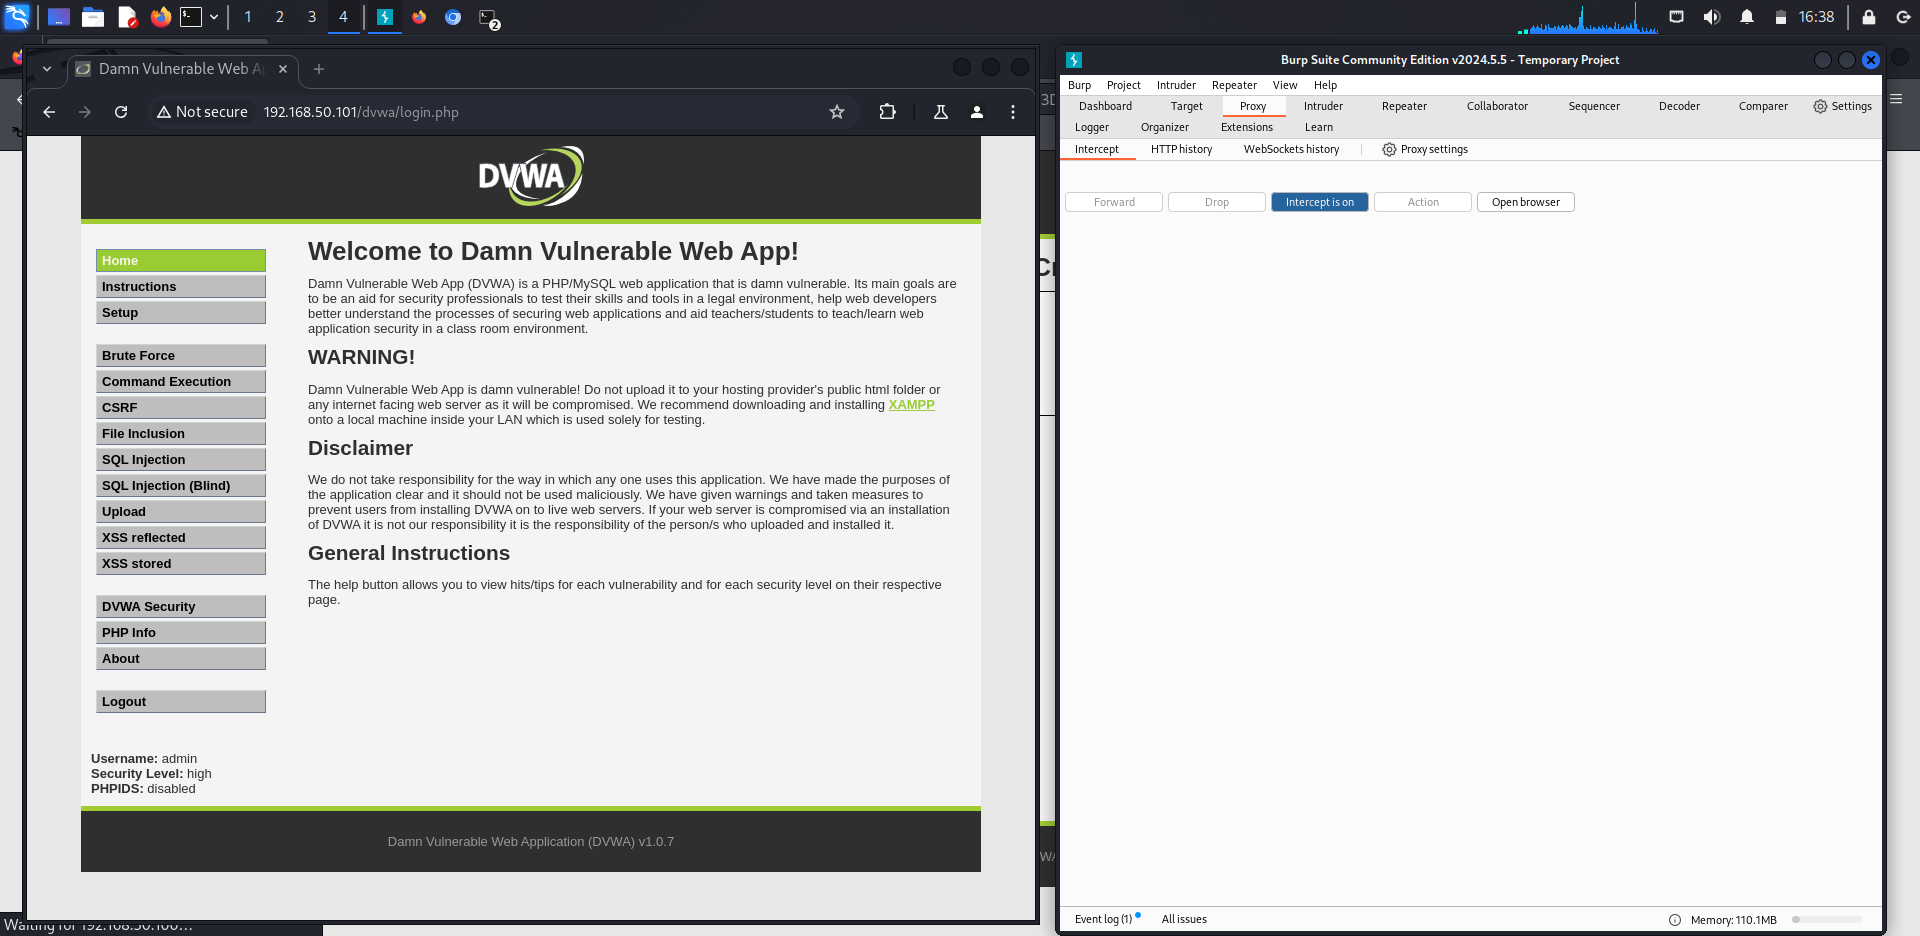 1
2
3
4
2
16:38
Damn Vulnerable Web Ap
Not secure
192.168.50.101/dvwa/login.php
DVWA
Home
Instructions
Setup
Brute Force
Command Execution
CSRF
File Inclusion
SQL Injection
SQL Injection (Blind)
Upload
XSS reflected
XSS stored
DVWA Security
PHP Info
About
Logout
Welcome to Damn Vulnerable Web App!
Damn Vulnerable Web App (DVWA) is a PHP/MySQL web application that is damn vulnerable. Its main goals are
to be an aid for security professionals to test their skills and tools in a legal environment, help web developers
better understand the processes of securing web applications and aid teachers/students to teach/learn web
application security in a class room environment.
WARNING!
Damn Vulnerable Web App is damn vulnerable! Do not upload it to your hosting provider's public html folder or
any internet facing web server as it will be compromised. We recommend downloading and installing XAMPP
onto a local machine inside your LAN which is used solely for testing.
Disclaimer
We do not take responsibility for the way in which any one uses this application. We have made the purposes of
the application clear and it should not be used maliciously. We have given warnings and taken measures to
prevent users from installing DVWA on to live web servers. If your web server is compromised via an installation
of DVWA it is not our responsibility it is the responsibility of the person/s who uploaded and installed it.
General Instructions
The help button allows you to view hits/tips for each vulnerability and for each security level on their respective
page.
Username: admin
Security Level: high
PHPIDS: disabled
Damn Vulnerable Web Application (DVWA) v1.0.7
Waiting for 192.168.50.100...
Burp Suite Community Edition v2024.5.5 - Temporary Project
Burp Project Intruder Repeater View Help
Dashboard Target Proxy Intruder Repeater Collaborator Sequencer Decoder Comparer Settings
Logger Organizer Extensions Learn
Intercept HTTP history WebSockets history Proxy settings
Forward Drop Intercept is on Action Open browser
Event log (1) All issues Memory: 110.1MB